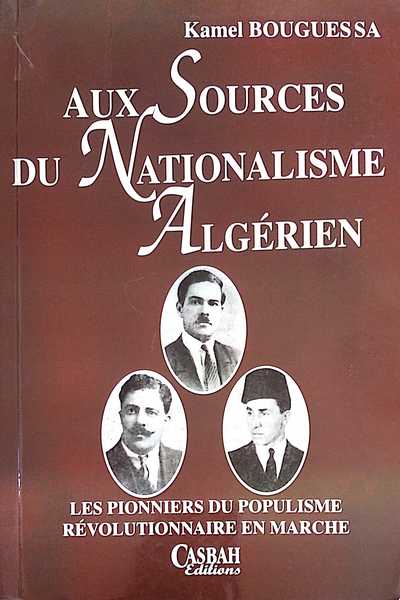 Kamel BOUGUESSA
AUX SOURCES
DU NATIONALISME
ALGÉRIEN
LES PIONNIERS DU POPULISME
RÉVOLUTIONNAIRE EN MARCHE
CASBAH
Editions